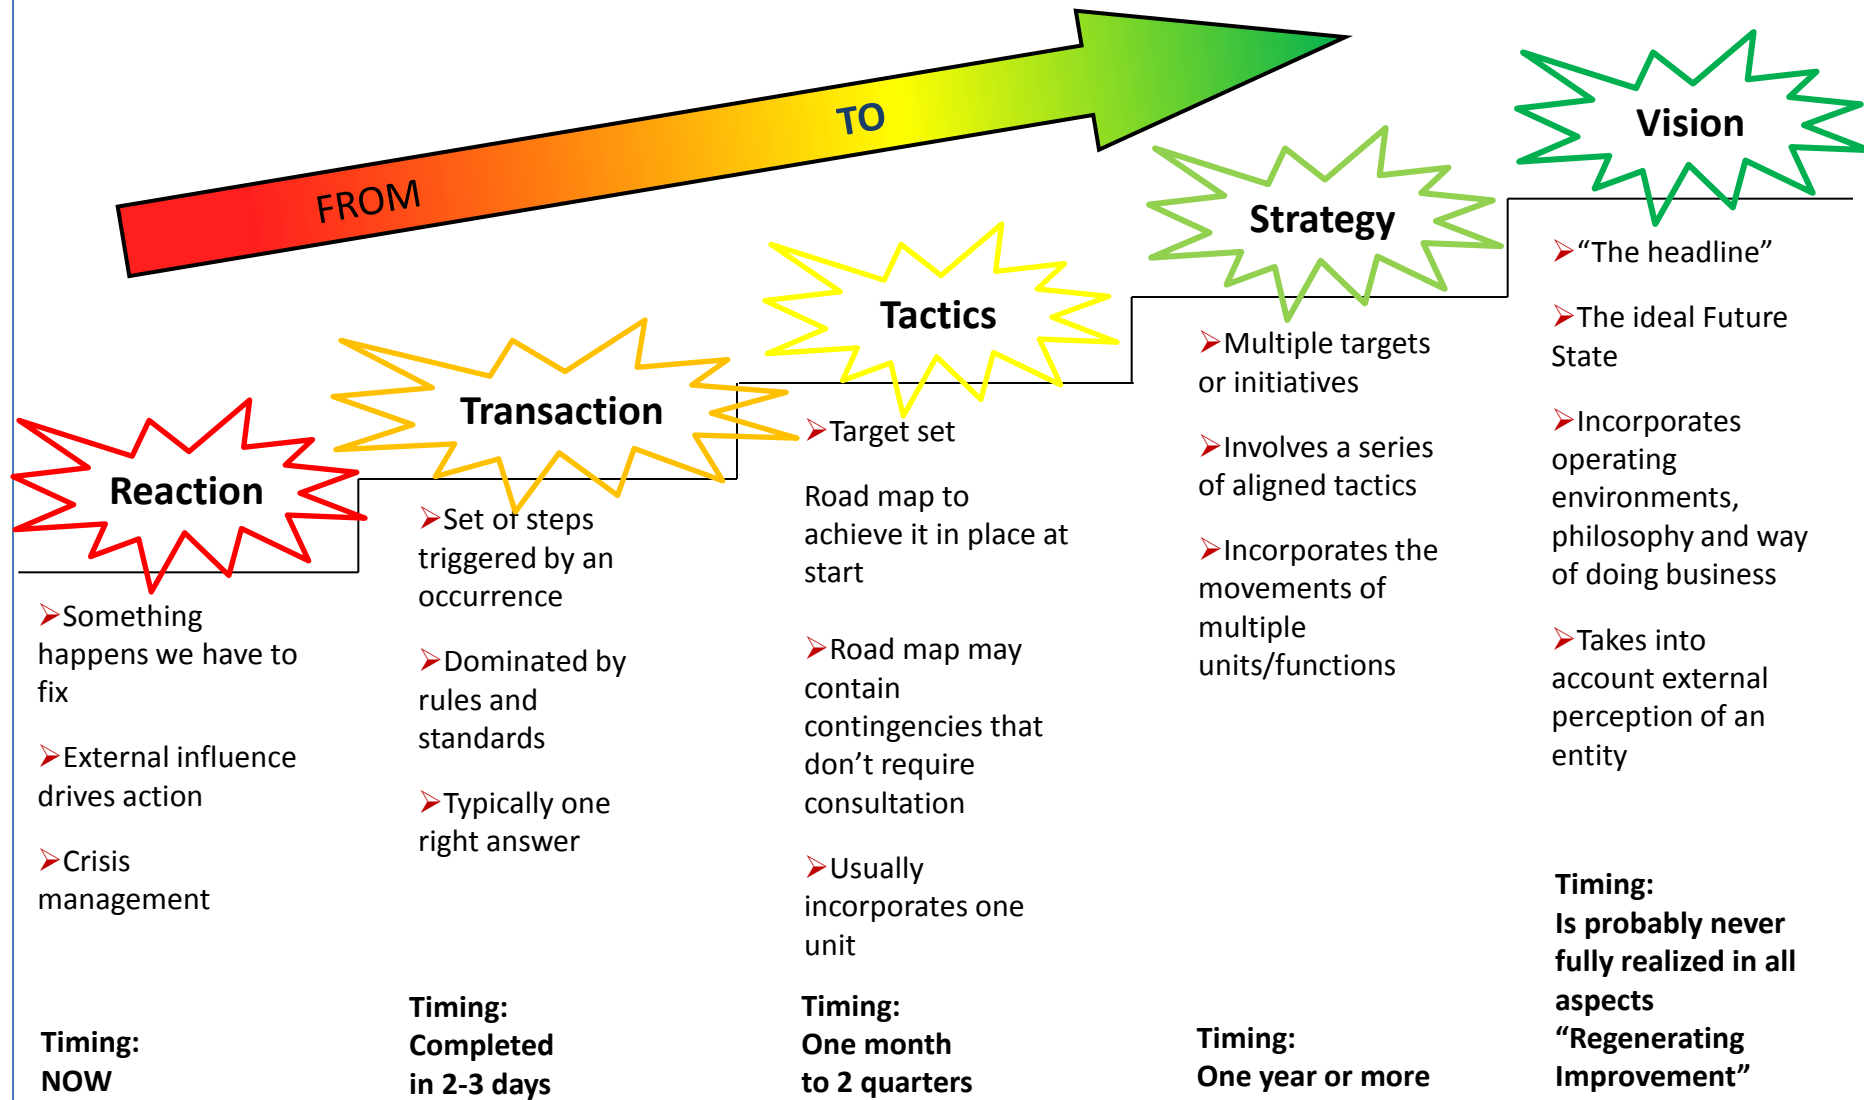 FROM
TO
Reaction
➢Something
happens we have to
fix
➢External influence
drives action
➢Crisis
management
Timing:
NOW
Transaction
➢Set of steps
triggered by an
occurrence
➢Dominated by
rules and
standards
➢Typically one
right answer
Timing:
Completed
in 2-3 days
Tactics
➢Target set
Road map to
achieve it in place at
start
➢Road map may
contain
contingencies that
don’t require
consultation
➢Usually
incorporates one
unit
Timing:
One month
to 2 quarters
Strategy
➢Multiple targets
or initiatives
➢Involves a series
of aligned tactics
➢Incorporates the
movements of
multiple
units/functions
Timing:
One year or more
Vision
➢“The headline”
➢The ideal Future
State
➢Incorporates
operating
environments,
philosophy and way
of doing business
➢Takes into
account external
perception of an
entity
Timing:
Is probably never
fully realized in all
aspects
“Regenerating
Improvement”